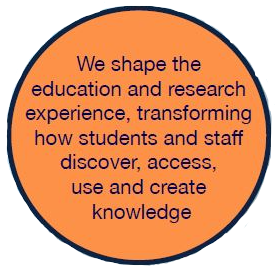 We shape the
education and research
experience, transforming
how students and staff
discover, access,
use and create
knowledge